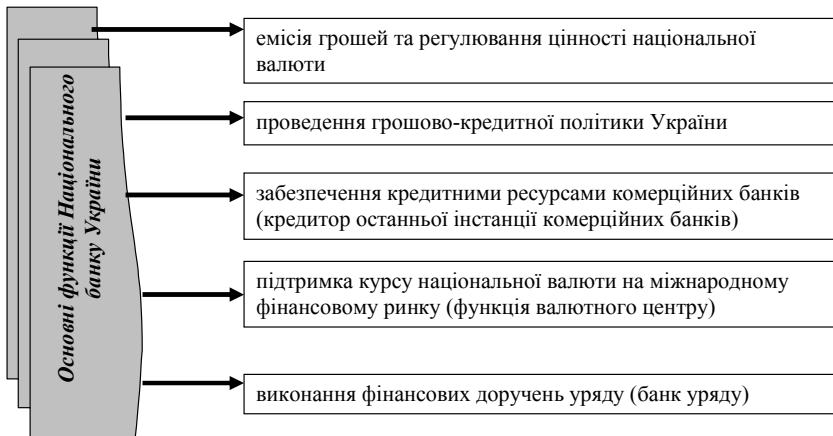 Основні функції Національного
банку України
емісія грошей та регулювання цінності національної
валюти
проведення грошово-кредитної політики України
забезпечення кредитними ресурсами комерційних банків
(кредитор останньої інстанції комерційних банків)
підтримка курсу національної валюти на міжнародному
фінансовому ринку (функція валютного центру)
виконання фінансових доручень уряду (банк уряду)